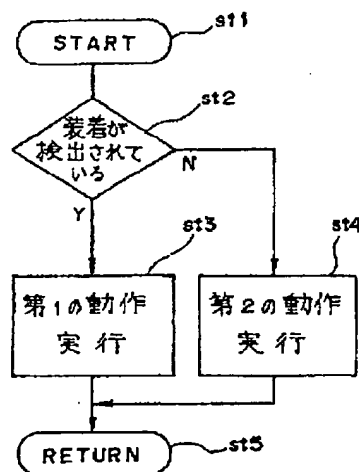 START
st1
装着が
検出されて
いる
st2
N
Y
st3
st4
第1の動作
実行
第2の動作
実行
RETURN
st5